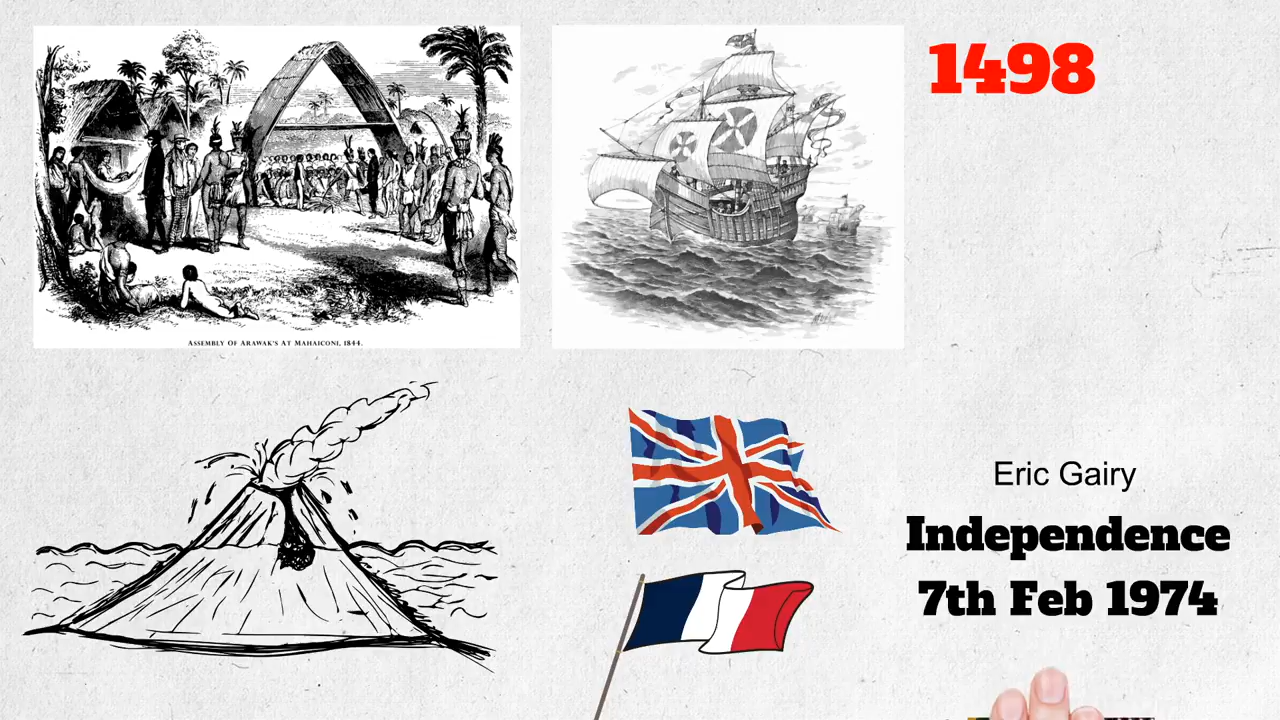 1498
ASSEMBLY OF ARAWAK'S AT MAHAICONI, 1844.
Eric Gairy
Independence
7th Feb 1974